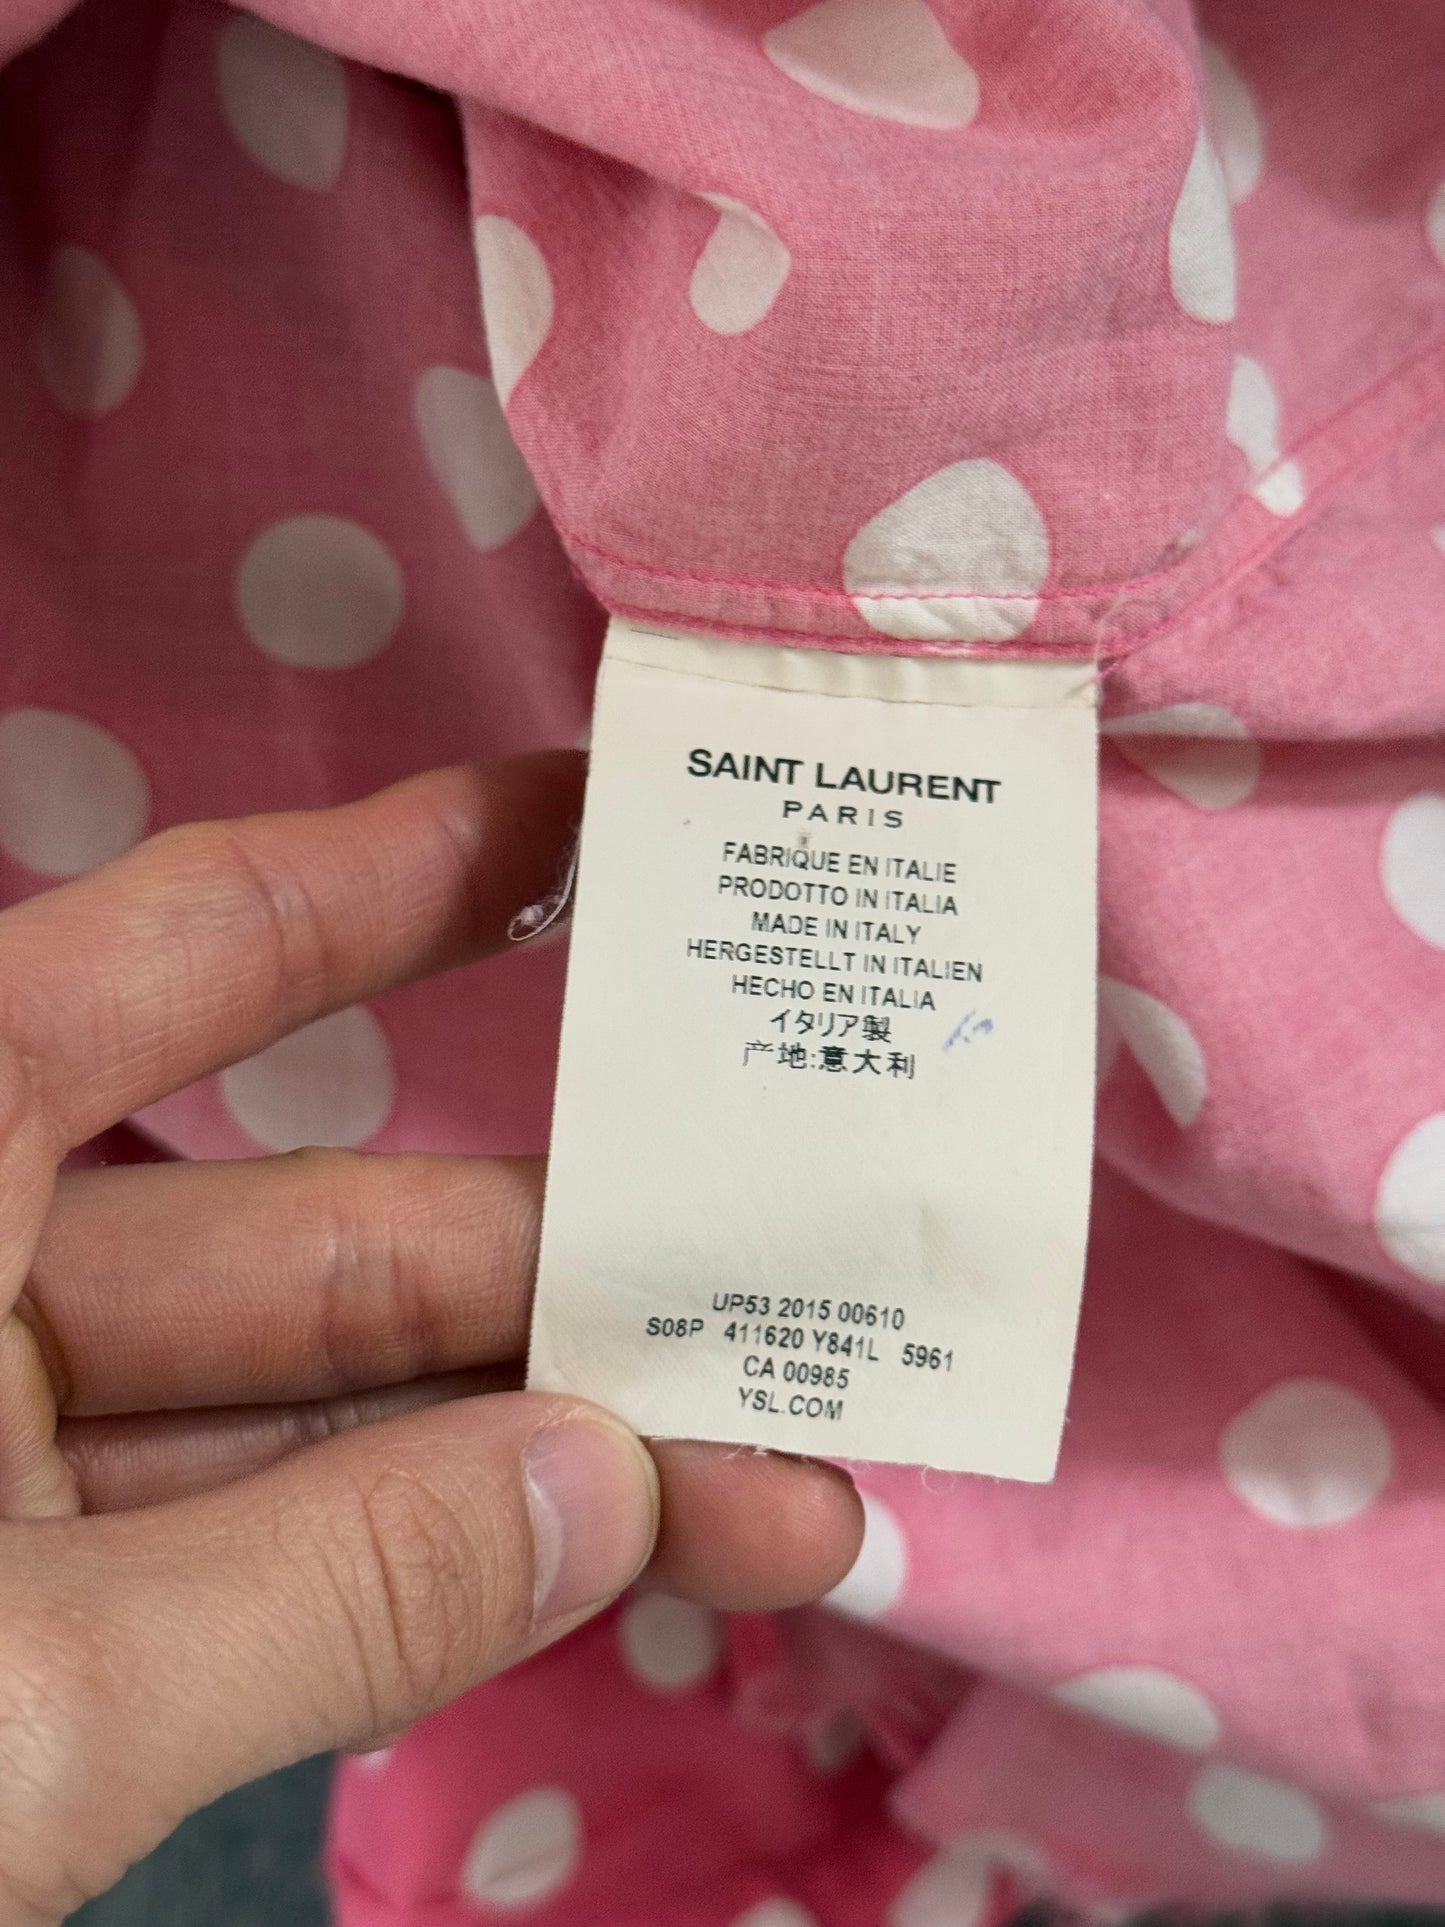 SAINT LAURENT
PARIS
FABRIQUE EN ITALIE
PRODOTTO IN ITALIA
MADE IN ITALY
HERGESTELLT IN ITALIEN
HECHO EN ITALIA
イタリア製
产地:意大利
UP53 2015 00610
S08P 411620 Y841L 5961
CA 00985
YSL.COM